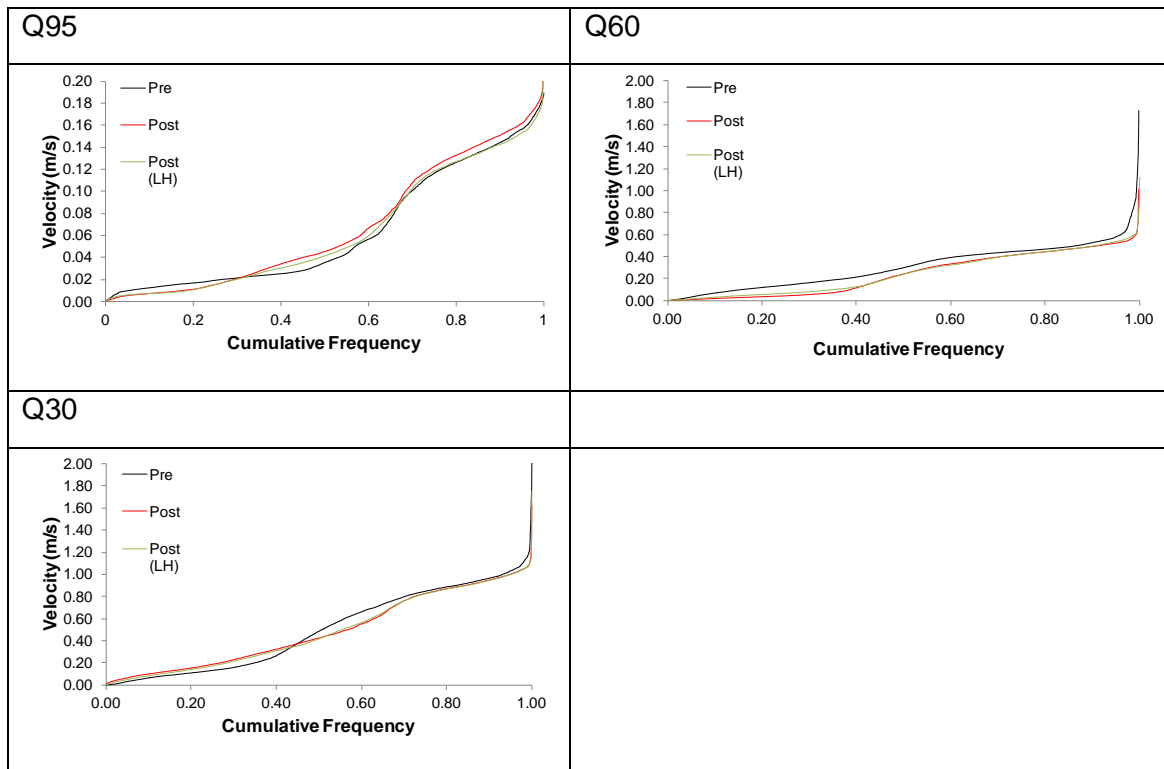 Q95
Q60
0.20
0.18
0.16
0.14
0.12
0.10
0.08
0.06
0.04
0.02
0.00
Velocity (m/s)
Pre
Post
Post
(LH)
0
0.2
0.4
0.6
0.8
1
Cumulative Frequency
2.00
1.80
1.60
1.40
1.20
1.00
0.80
0.60
0.40
0.20
0.00
Velocity (m/s)
Pre
Post
Post
(LH)
0.00
0.20
0.40
0.60
0.80
1.00
Cumulative Frequency
Q30
2.00
1.80
1.60
1.40
1.20
1.00
0.80
0.60
0.40
0.20
0.00
Velocity (m/s)
Pre
Post
Post
(LH)
0.00
0.20
0.40
0.60
0.80
1.00
Cumulative Frequency